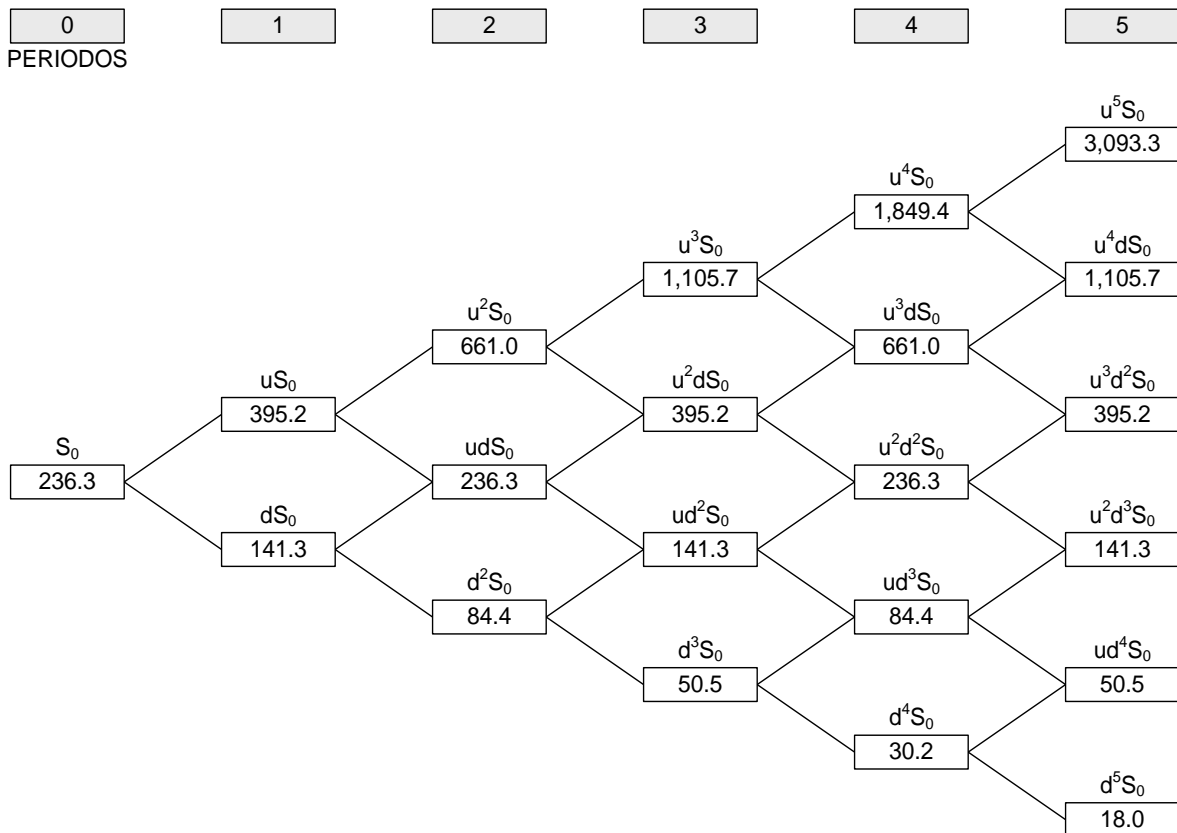 0 1 2 3 4 5
PERIODOS
u⁵S₀
3,093.3
u⁴S₀
1,849.4
u³S₀ u⁴dS₀
1,105.7 1,105.7
u²S₀ u³dS₀
661.0 661.0
uS₀ u²dS₀ u³d²S₀
395.2 395.2 395.2
S₀ udS₀ u²d²S₀
236.3 236.3 236.3
dS₀ ud²S₀ u²d³S₀
141.3 141.3 141.3
d²S₀ ud³S₀
84.4 84.4
d³S₀ ud⁴S₀
50.5 50.5
d⁴S₀
30.2
d⁵S₀
18.0